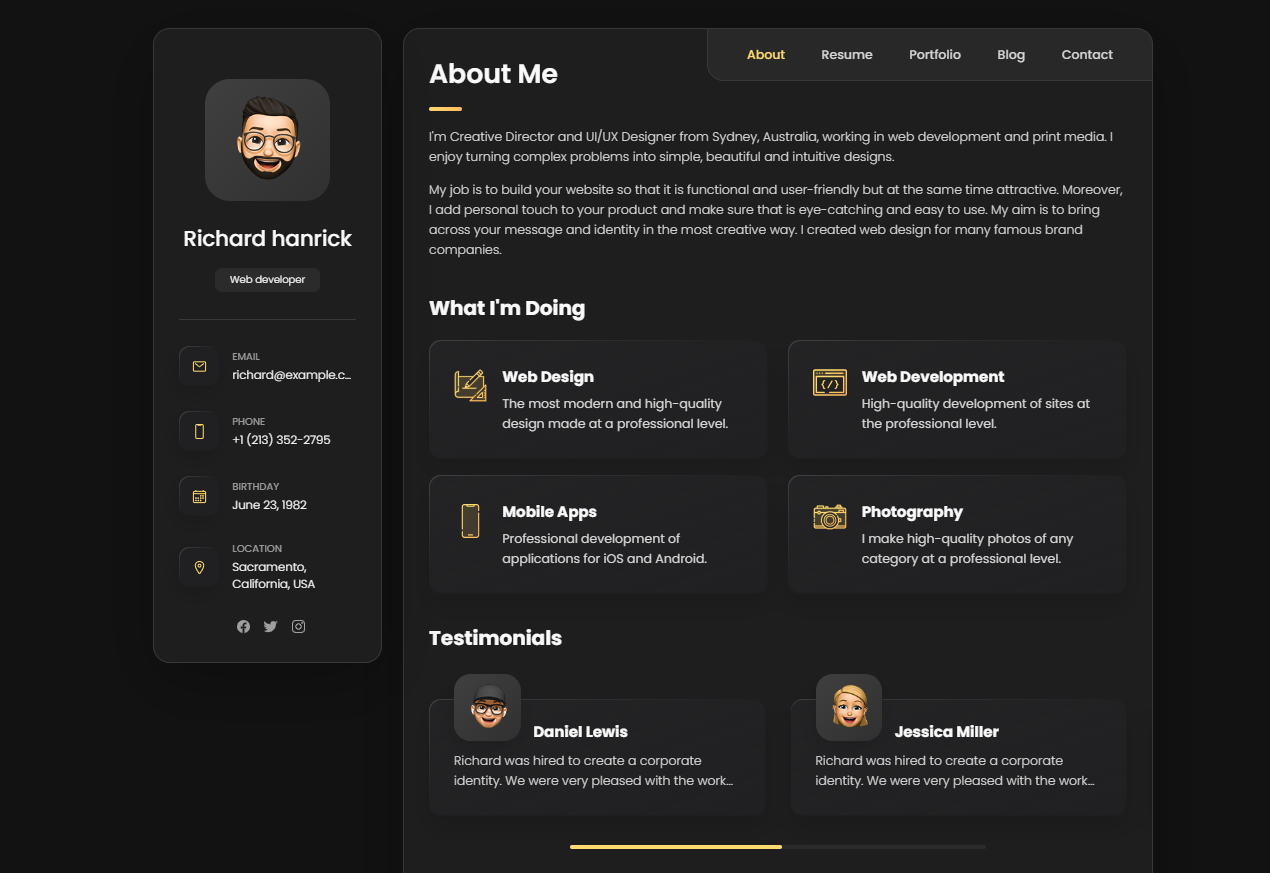 Richard hanrick
Web developer
EMAIL
richard@example.c...
PHONE
+1 (213) 352-2795
BIRTHDAY
June 23, 1982
LOCATION
Sacramento,
California, USA
About
Resume
Portfolio
Blog
Contact
About Me
I'm Creative Director and UI/UX Designer from Sydney, Australia, working in web development and print media. I
enjoy turning complex problems into simple, beautiful and intuitive designs.
My job is to build your website so that it is functional and user-friendly but at the same time attractive. Moreover,
I add personal touch to your product and make sure that is eye-catching and easy to use. My aim is to bring
across your message and identity in the most creative way. I created web design for many famous brand
companies.
What I'm Doing
Web Design
The most modern and high-quality
design made at a professional level.
Web Development
High-quality development of sites at
the professional level.
Mobile Apps
Professional development of
applications for iOS and Android.
Photography
I make high-quality photos of any
category at a professional level.
Testimonials
Daniel Lewis
Richard was hired to create a corporate
identity. We were very pleased with the work...
Jessica Miller
Richard was hired to create a corporate
identity. We were very pleased with the work...